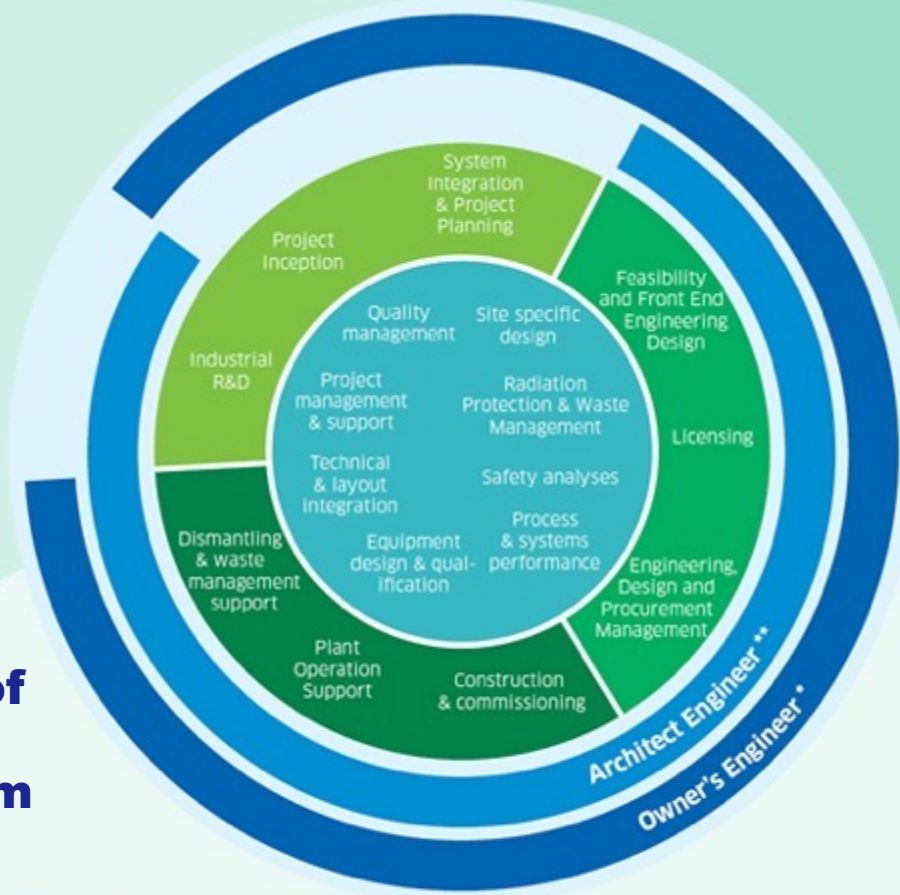 System
Integration
& Project
Planning
Project
Inception
Industrial
R&D
Feasibility
and Front End
Engineering
Design
Licensing
Engineering,
Design and
Procurement
Management
Construction
& commissioning
Plant
Operation
Support
Dismantling
& waste
management
support
Quality
management
Site specific
design
Project
management
& support
Radiation
Protection & Waste
Management
Technical
& layout
integration
Safety analyses
Equipment
design & qual-
ification
Process
& systems
performance
Architect Engineer**
Owner's Engineer*
of
m